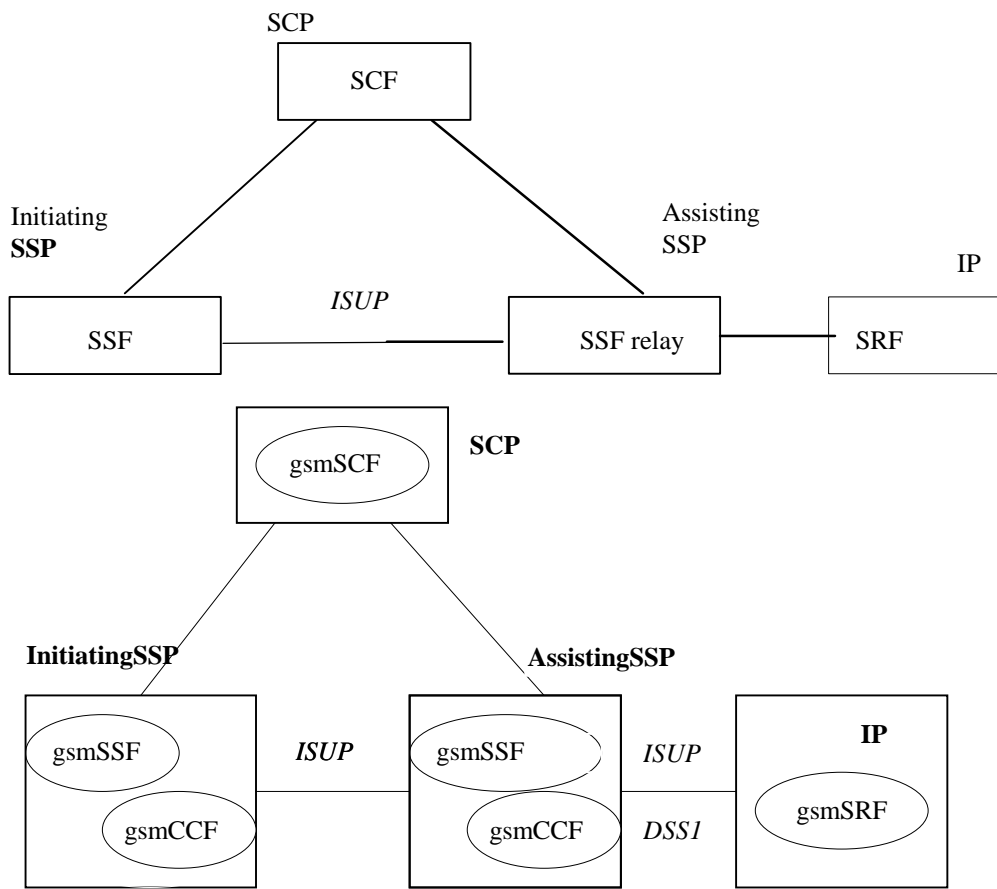 SCP
SCF
Initiating
SSP
Assisting
SSP
IP
ISUP
SSF
SSF relay
SRF
gsmSCF
SCP
InitiatingSSP
AssistingSSP
gsmSSF
ISUP
gsmSSF
ISUP
IP
gsmCCF
gsmCCF
DSS1
gsmSRF